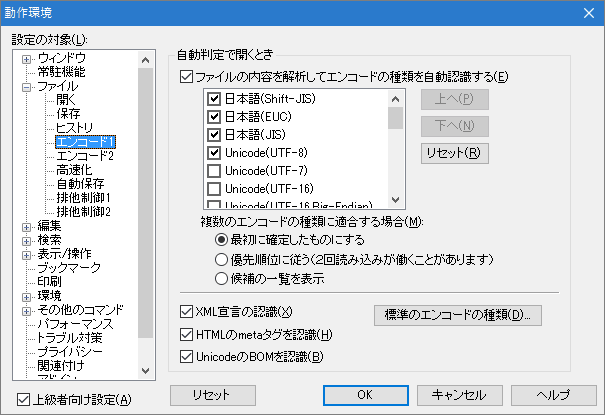 動作環境
設定の対象(L):
ウィンドウ
常駐機能
ファイル
開く
保存
ヒストリ
エンコード1
エンコード2
高速化
自動保存
排他制御1
排他制御2
編集
検索
表示/操作
ブックマーク
印刷
環境
その他のコマンド
パフォーマンス
トラブル対策
プライバシー
関連付け
上級者向け設定(A)
自動判定で開くとき
ファイルの内容を解析してエンコードの種類を自動認識する(E)
日本語(Shift-JIS)
日本語(EUC)
日本語(JIS)
Unicode(UTF-8)
Unicode(UTF-7)
Unicode(UTF-16)
Unicode(UTF-16 Big-Endian)
上へ(P)
下へ(N)
リセット(R)
複数のエンコードの種類に適合する場合(M):
最初に確定したものにする
優先順位に従う(2回読み込みが働くことがあります)
候補の一覧を表示
XML宣言の認識(X)
標準のエンコードの種類(D)...
HTMLのmetaタグを認識(H)
UnicodeのBOMを認識(B)
リセット
OK
キャンセル
ヘルプ